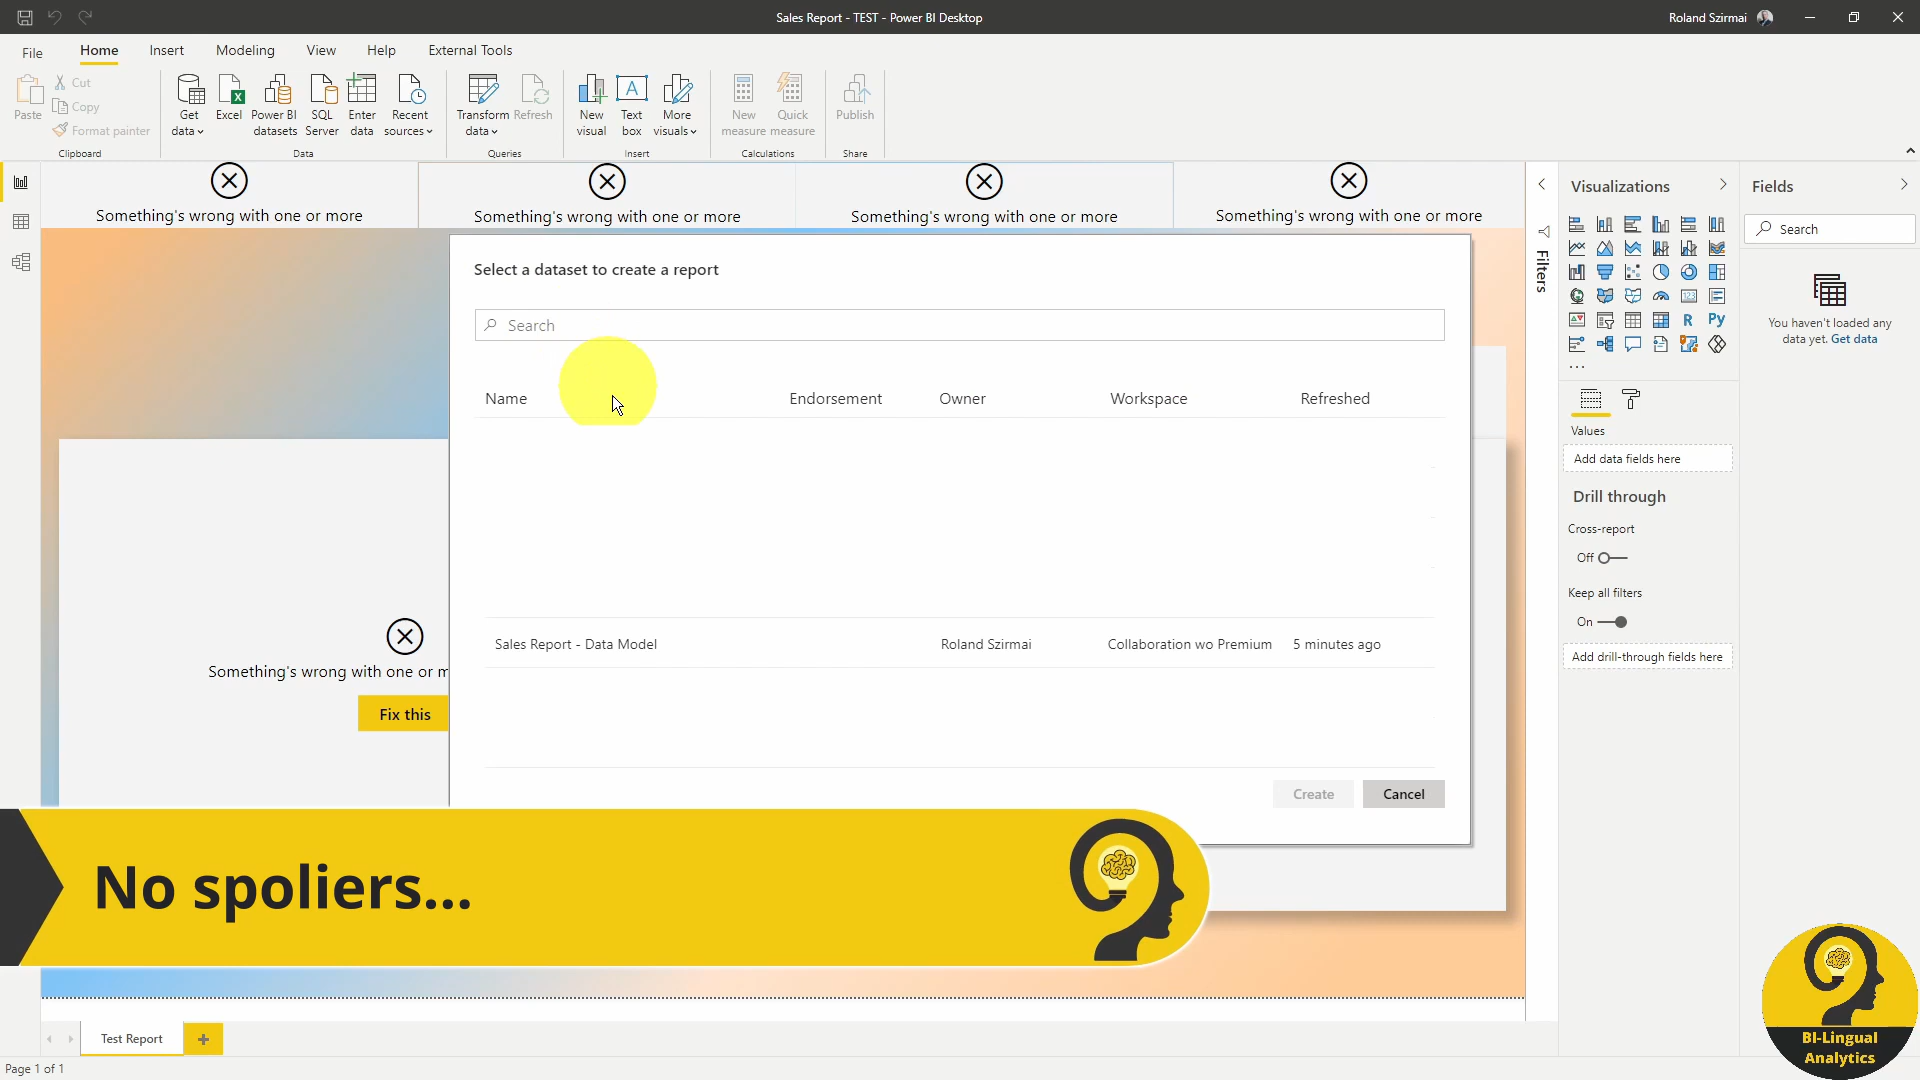 Sales Report - TEST - Power BI Desktop
Roland Szirmai
File
Home
Insert
Modeling
View
Help
External Tools
Paste
Cut
Copy
Format painter
Clipboard
Get
data
Excel
Power BI
datasets
SQL
Server
Enter
data
Recent
sources
Data
Transform
data
Refresh
Queries
New
visual
Text
box
More
visuals
Insert
New
measure
Quick
measure
Calculations
Publish
Share
Something's wrong with one or more
Something's wrong with one or more
Something's wrong with one or more
Something's wrong with one or more
Select a dataset to create a report
Search
Name
Endorsement
Owner
Workspace
Refreshed
Sales Report - Data Model
Roland Szirmai
Collaboration wo Premium
5 minutes ago
Create
Cancel
Something's wrong with one or m
Fix this
No spoliers...
Filters
Visualizations
R
Py
Values
Add data fields here
Drill through
Cross-report
Off
Keep all filters
On
Add drill-through fields here
Fields
Search
You haven't loaded any
data yet. Get data
BI-Lingual
Analytics
Test Report
Page 1 of 1